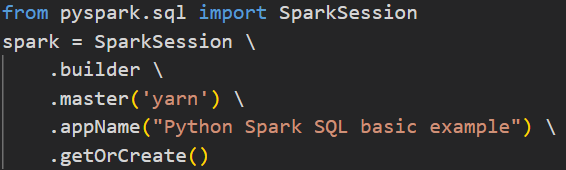 from pyspark.sql import SparkSession
spark = SparkSession \
    .builder \
    .master('yarn') \
    .appName("Python Spark SQL basic example") \
    .getOrCreate()